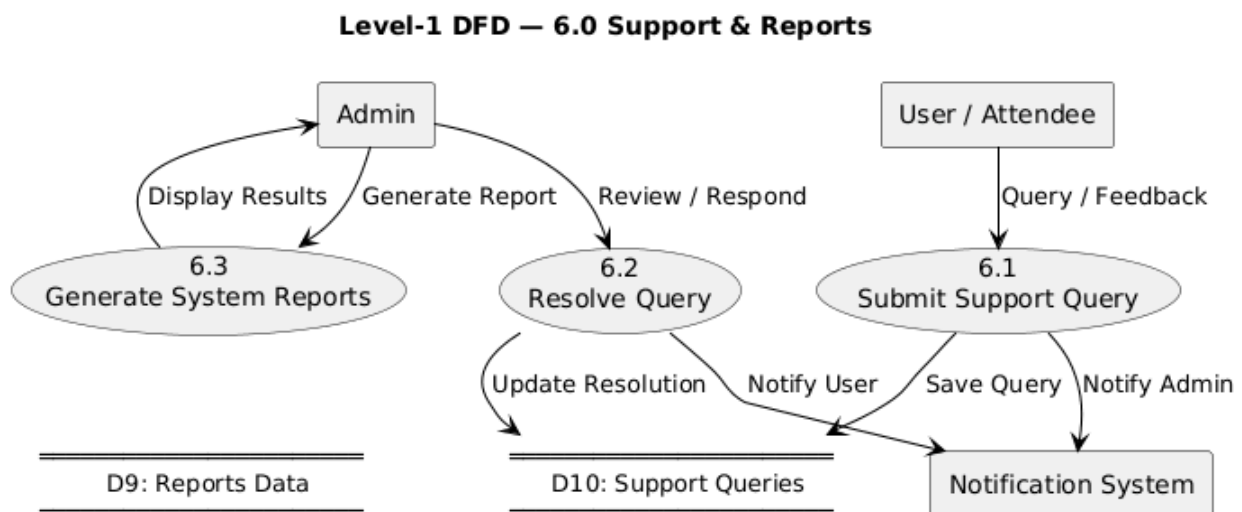 Level-1 DFD — 6.0 Support & Reports
Admin
User / Attendee
Display Results
Generate Report
Review / Respond
Query / Feedback
6.3
Generate System Reports
6.2
Resolve Query
6.1
Submit Support Query
Update Resolution
Notify User
Save Query
Notify Admin
D9: Reports Data
D10: Support Queries
Notification System